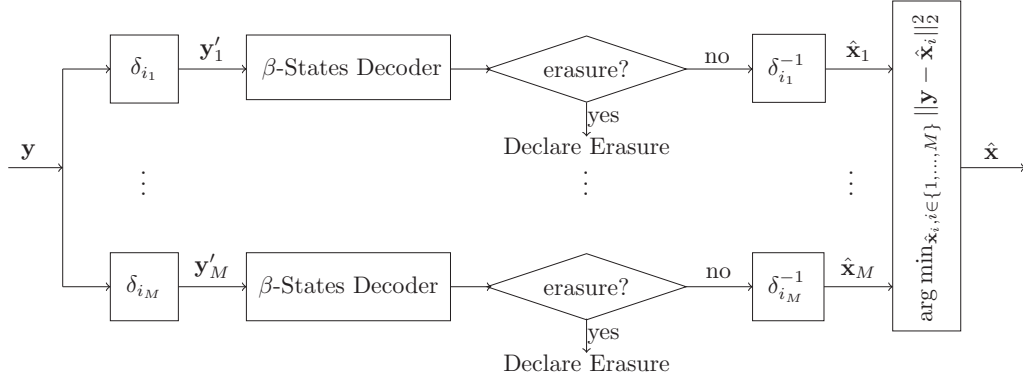 y
δ_{i_1}
y′_1
β-States Decoder
erasure?
no
δ_{i_1}^{-1}
x̂_1
yes
Declare Erasure
⋮ ⋮ ⋮
δ_{i_M}
y′_M
β-States Decoder
erasure?
no
δ_{i_M}^{-1}
x̂_M
yes
Declare Erasure
arg min_{x̂_i, i∈{1,...,M}} ||y − x̂_i||_2^2
x̂